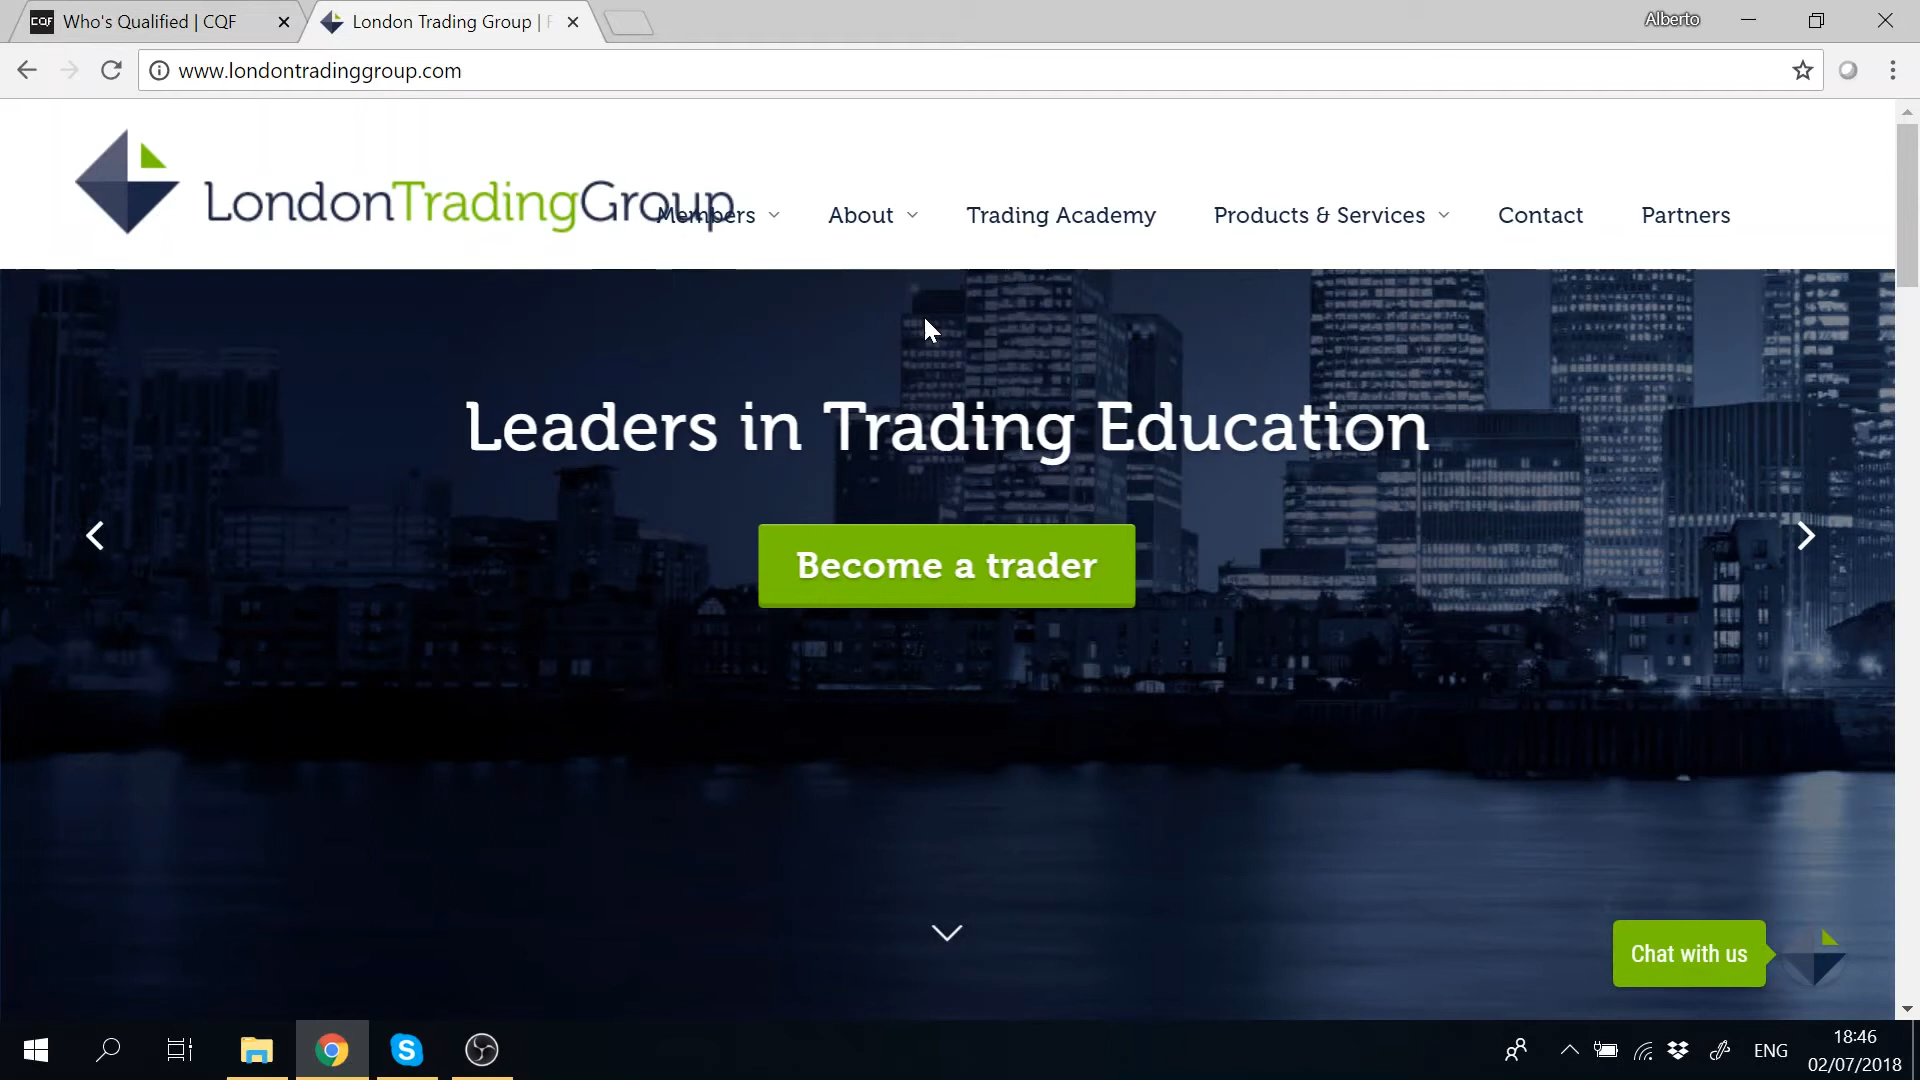 Who's Qualified | CQF
London Trading Group |
Alberto
www.londontradinggroup.com
LondonTradingGroup
Members
About
Trading Academy
Products & Services
Contact
Partners
Leaders in Trading Education
Become a trader
Chat with us
ENG
18:46
02/07/2018